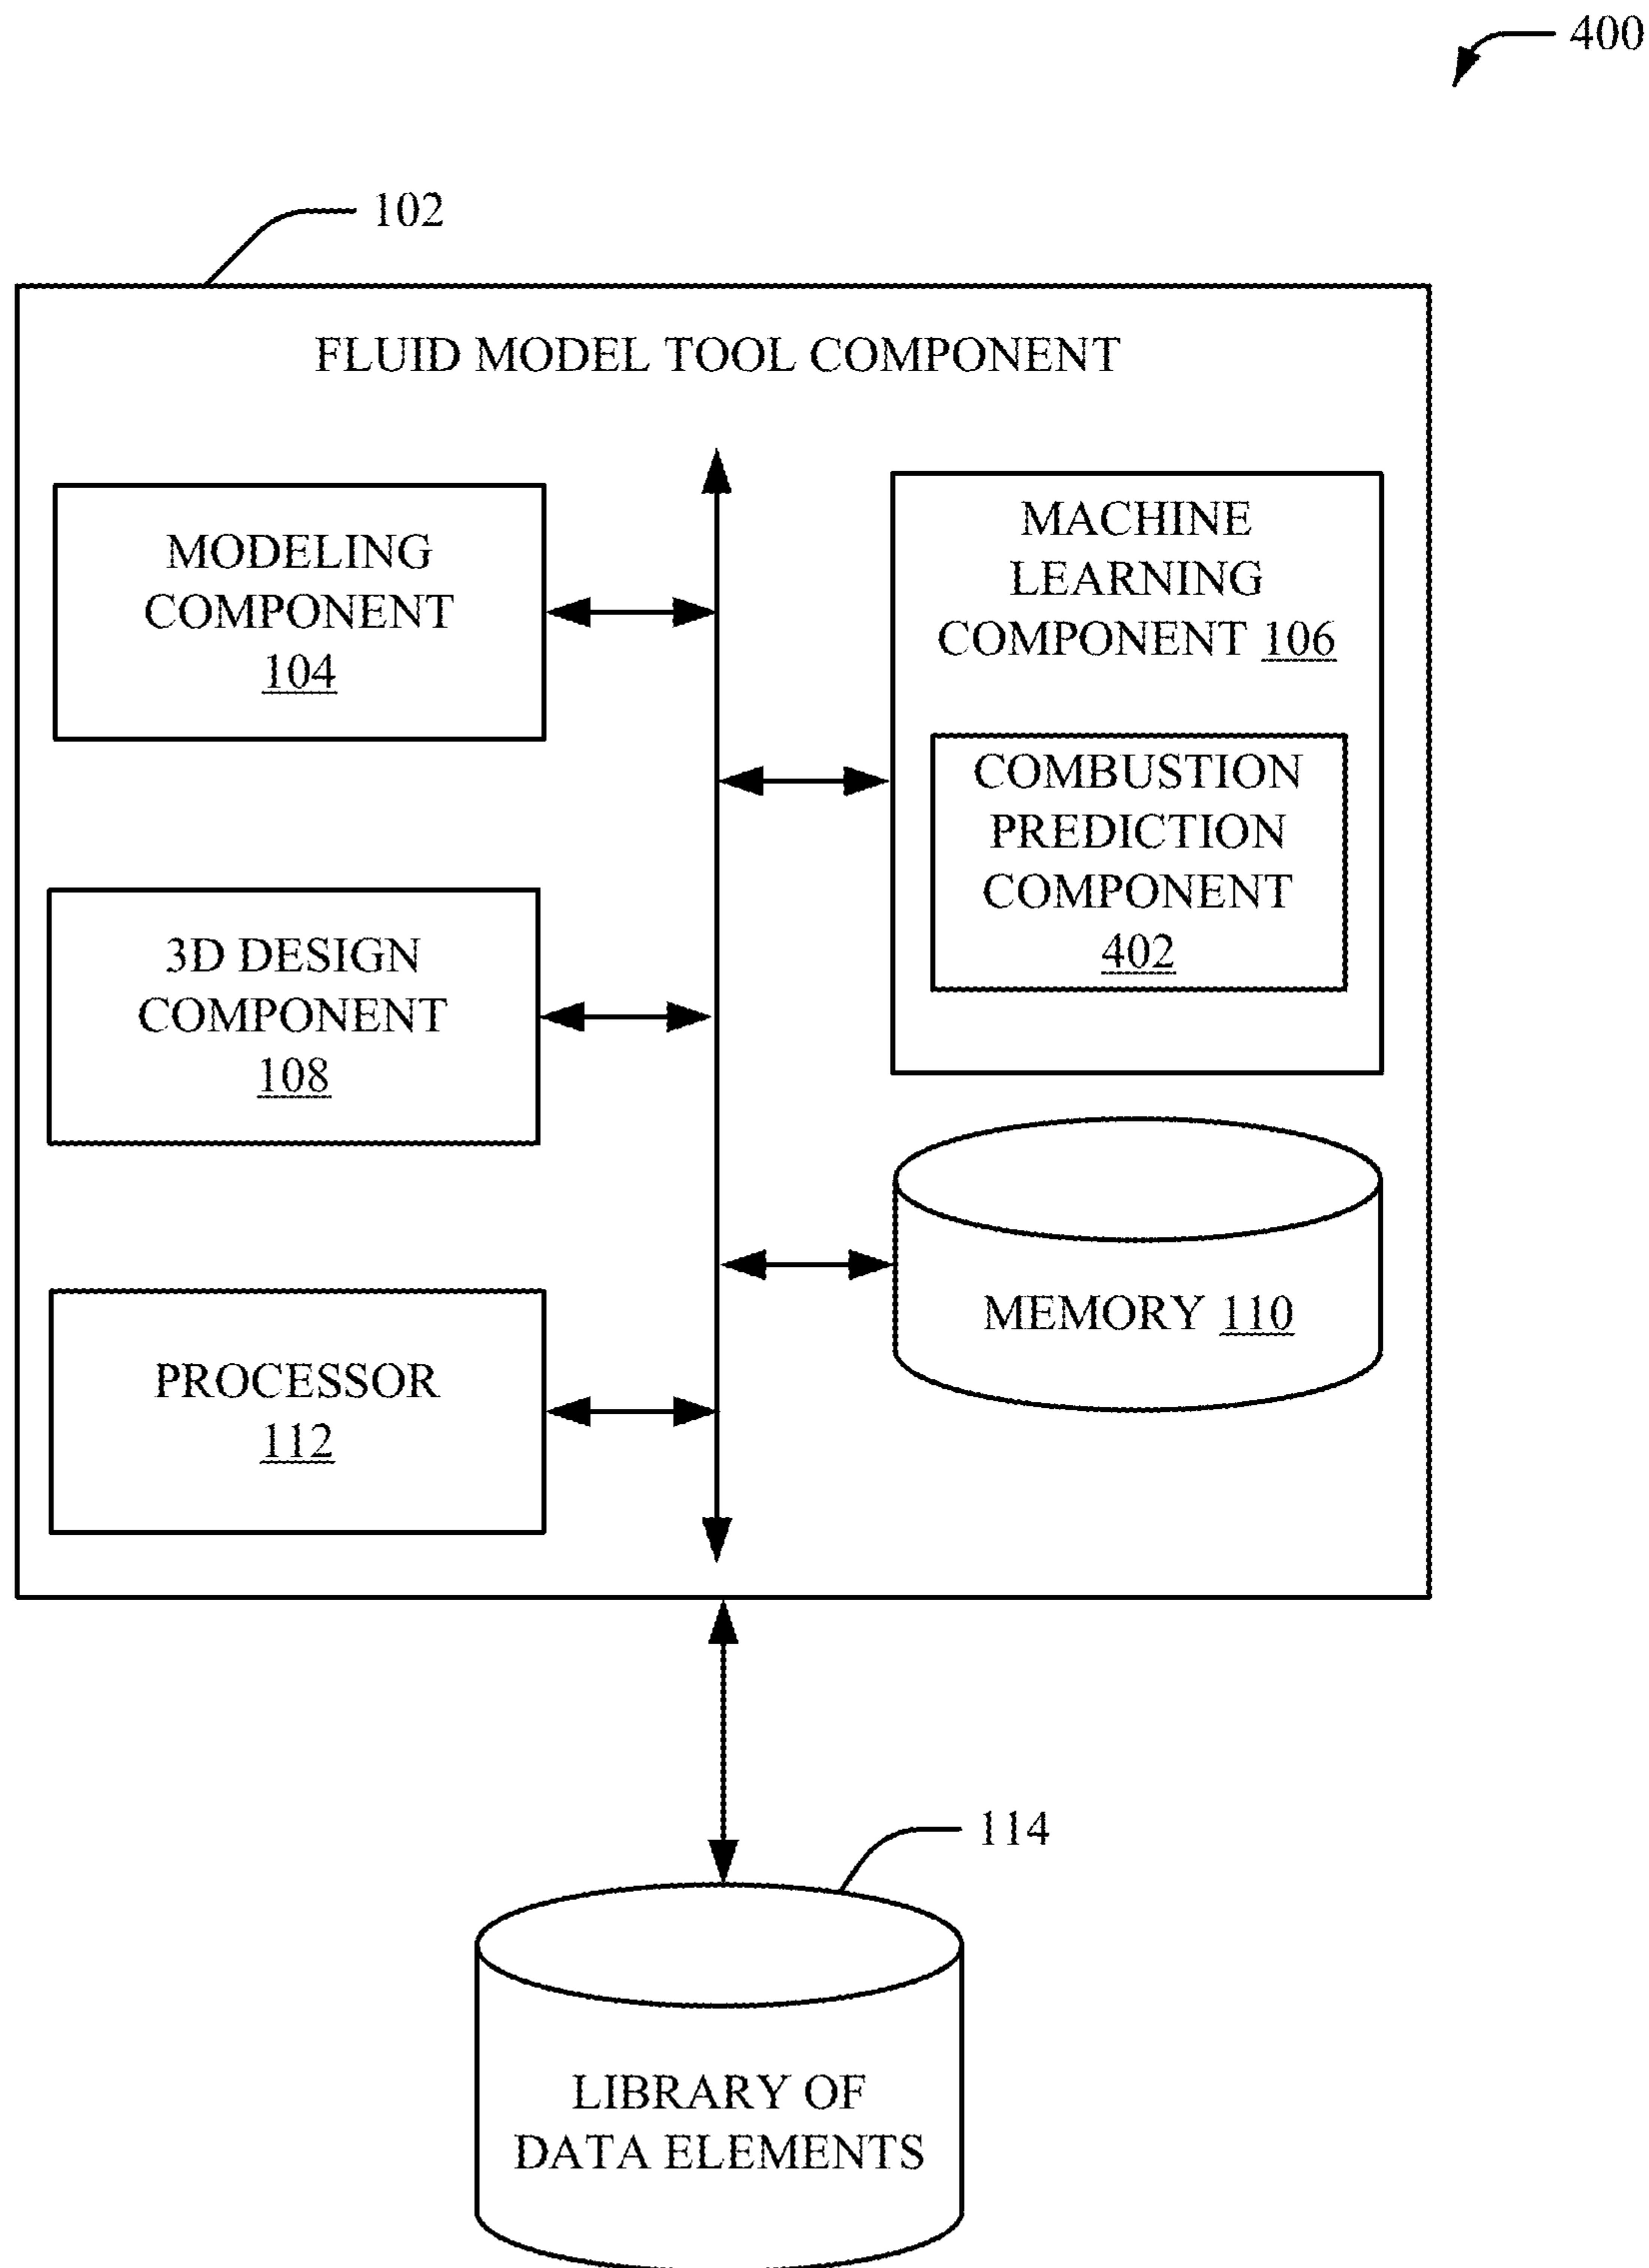 400
102
FLUID MODEL TOOL COMPONENT
MODELING
COMPONENT
104
MACHINE
LEARNING
COMPONENT 106
COMBUSTION
PREDICTION
COMPONENT
402
3D DESIGN
COMPONENT
108
MEMORY 110
PROCESSOR
112
114
LIBRARY OF
DATA ELEMENTS